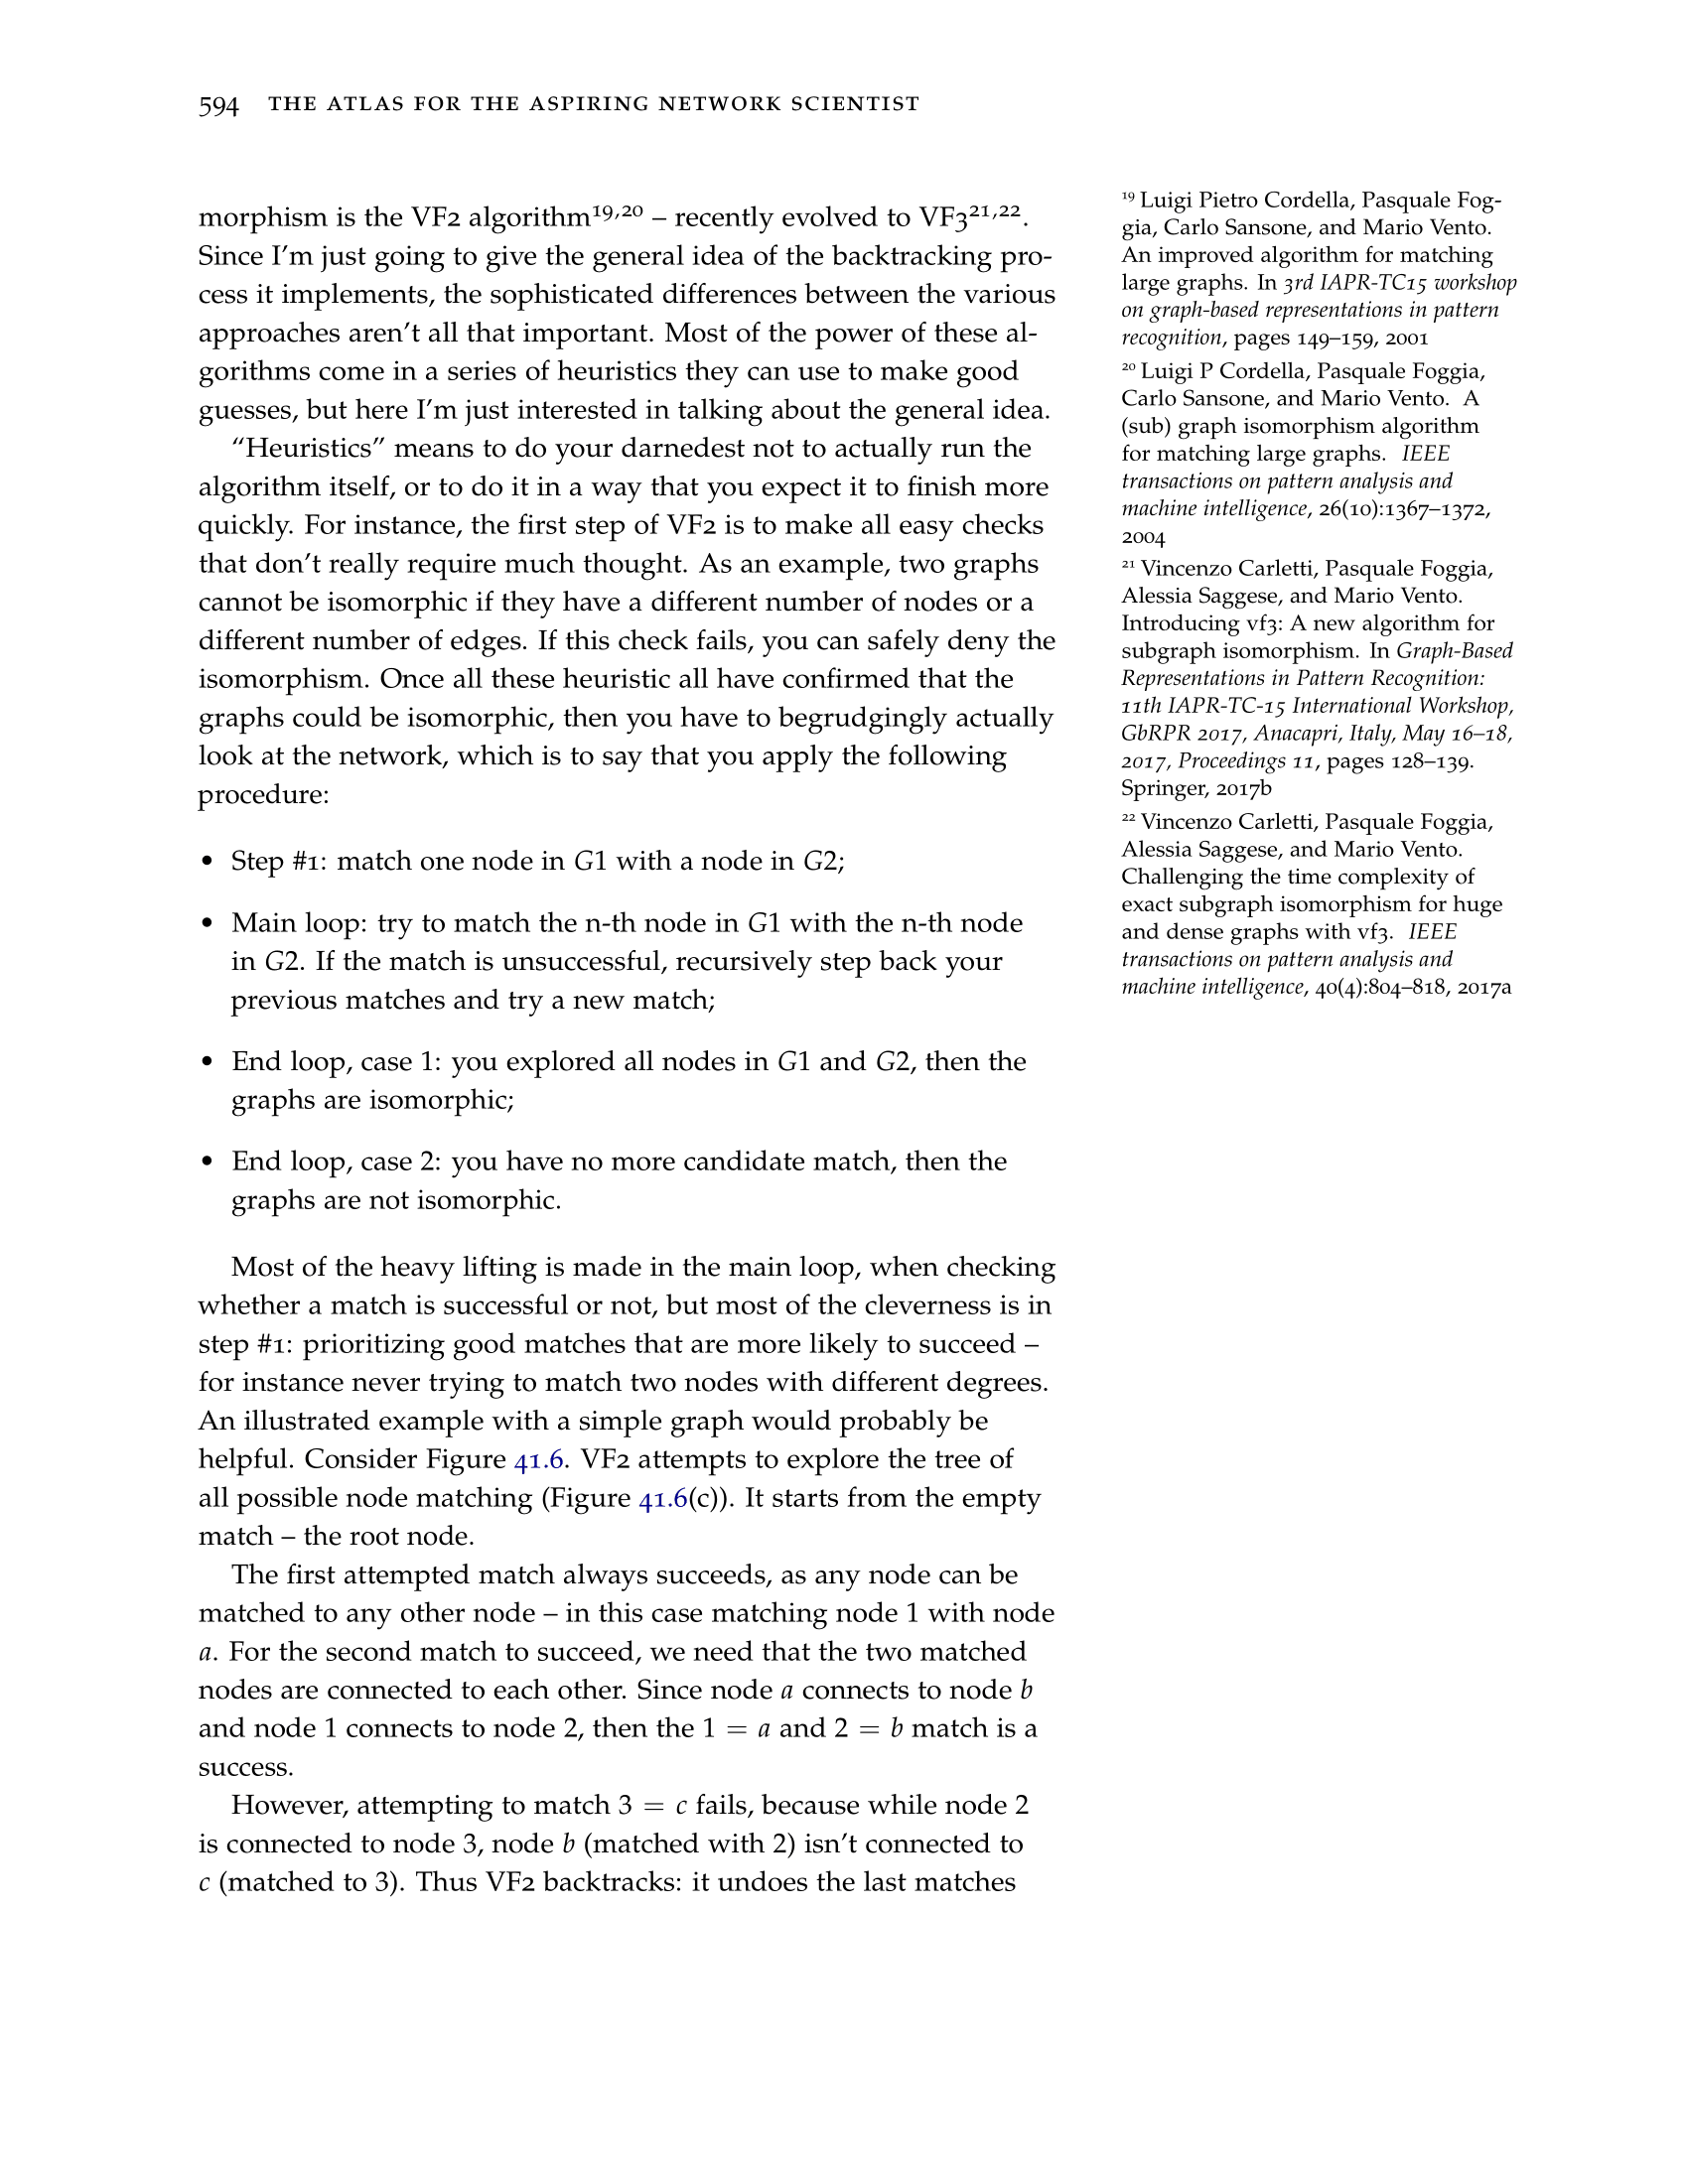 594 THE ATLAS FOR THE ASPIRING NETWORK SCIENTIST
morphism is the VF2 algorithm19,20 – recently evolved to VF321,22.
Since I'm just going to give the general idea of the backtracking pro-
cess it implements, the sophisticated differences between the various
approaches aren't all that important. Most of the power of these al-
gorithms come in a series of heuristics they can use to make good
guesses, but here I'm just interested in talking about the general idea.
“Heuristics” means to do your darnedest not to actually run the
algorithm itself, or to do it in a way that you expect it to finish more
quickly. For instance, the first step of VF2 is to make all easy checks
that don't really require much thought. As an example, two graphs
cannot be isomorphic if they have a different number of nodes or a
different number of edges. If this check fails, you can safely deny the
isomorphism. Once all these heuristic all have confirmed that the
graphs could be isomorphic, then you have to begrudgingly actually
look at the network, which is to say that you apply the following
procedure:
• Step #1: match one node in G1 with a node in G2;
• Main loop: try to match the n-th node in G1 with the n-th node
in G2. If the match is unsuccessful, recursively step back your
previous matches and try a new match;
• End loop, case 1: you explored all nodes in G1 and G2, then the
graphs are isomorphic;
• End loop, case 2: you have no more candidate match, then the
graphs are not isomorphic.
Most of the heavy lifting is made in the main loop, when checking
whether a match is successful or not, but most of the cleverness is in
step #1: prioritizing good matches that are more likely to succeed –
for instance never trying to match two nodes with different degrees.
An illustrated example with a simple graph would probably be
helpful. Consider Figure 41.6. VF2 attempts to explore the tree of
all possible node matching (Figure 41.6(c)). It starts from the empty
match – the root node.
The first attempted match always succeeds, as any node can be
matched to any other node – in this case matching node 1 with node
a. For the second match to succeed, we need that the two matched
nodes are connected to each other. Since node a connects to node b
and node 1 connects to node 2, then the 1 = a and 2 = b match is a
success.
However, attempting to match 3 = c fails, because while node 2
is connected to node 3, node b (matched with 2) isn't connected to
c (matched to 3). Thus VF2 backtracks: it undoes the last matches
19 Luigi Pietro Cordella, Pasquale Fog-
gia, Carlo Sansone, and Mario Vento.
An improved algorithm for matching
large graphs. In 3rd IAPR-TC15 workshop
on graph-based representations in pattern
recognition, pages 149–159, 2001
20 Luigi P Cordella, Pasquale Foggia,
Carlo Sansone, and Mario Vento. A
(sub) graph isomorphism algorithm
for matching large graphs. IEEE
transactions on pattern analysis and
machine intelligence, 26(10):1367–1372,
2004
21 Vincenzo Carletti, Pasquale Foggia,
Alessia Saggese, and Mario Vento.
Introducing vf3: A new algorithm for
subgraph isomorphism. In Graph-Based
Representations in Pattern Recognition:
11th IAPR-TC-15 International Workshop,
GbRPR 2017, Anacapri, Italy, May 16–18,
2017, Proceedings 11, pages 128–139.
Springer, 2017b
22 Vincenzo Carletti, Pasquale Foggia,
Alessia Saggese, and Mario Vento.
Challenging the time complexity of
exact subgraph isomorphism for huge
and dense graphs with vf3. IEEE
transactions on pattern analysis and
machine intelligence, 40(4):804–818, 2017a